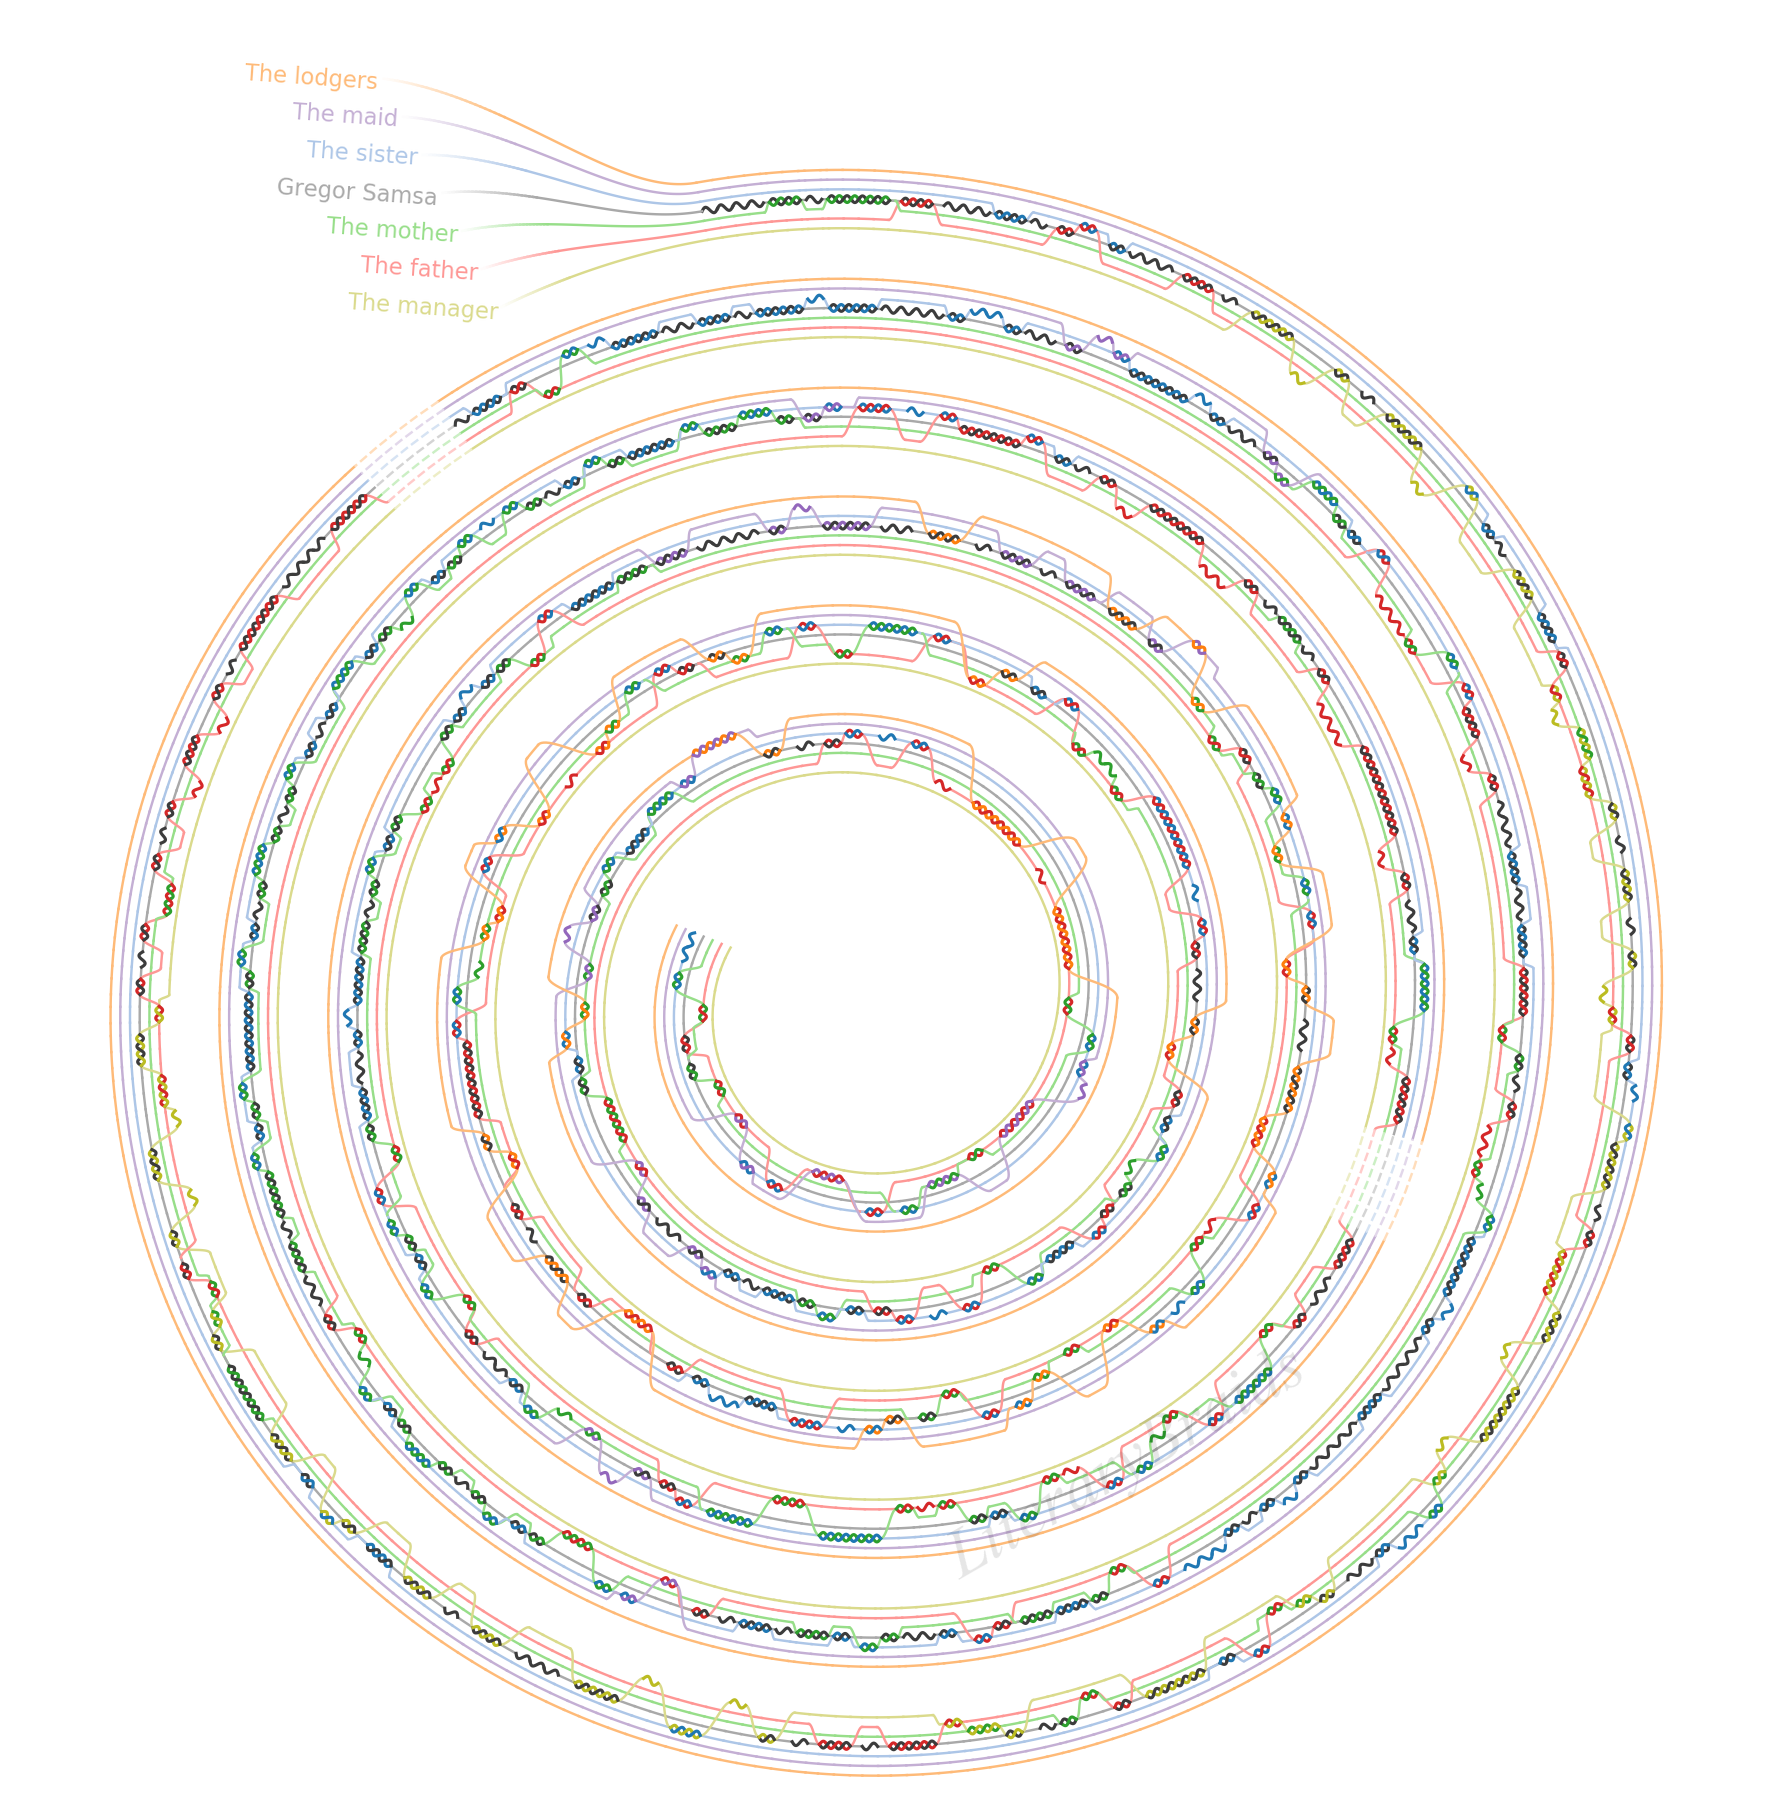 The lodgers
The maid
The sister
Gregor Samsa
The mother
The father
The manager